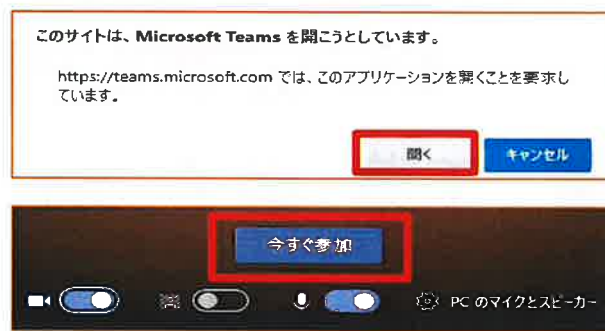 このサイトは、Microsoft Teams を開こうとしています。
https://teams.microsoft.com では、このアプリケーションを開くことを要求し
ています。
開く
キャンセル
今すぐ参加
PC のマイクとスピーカー